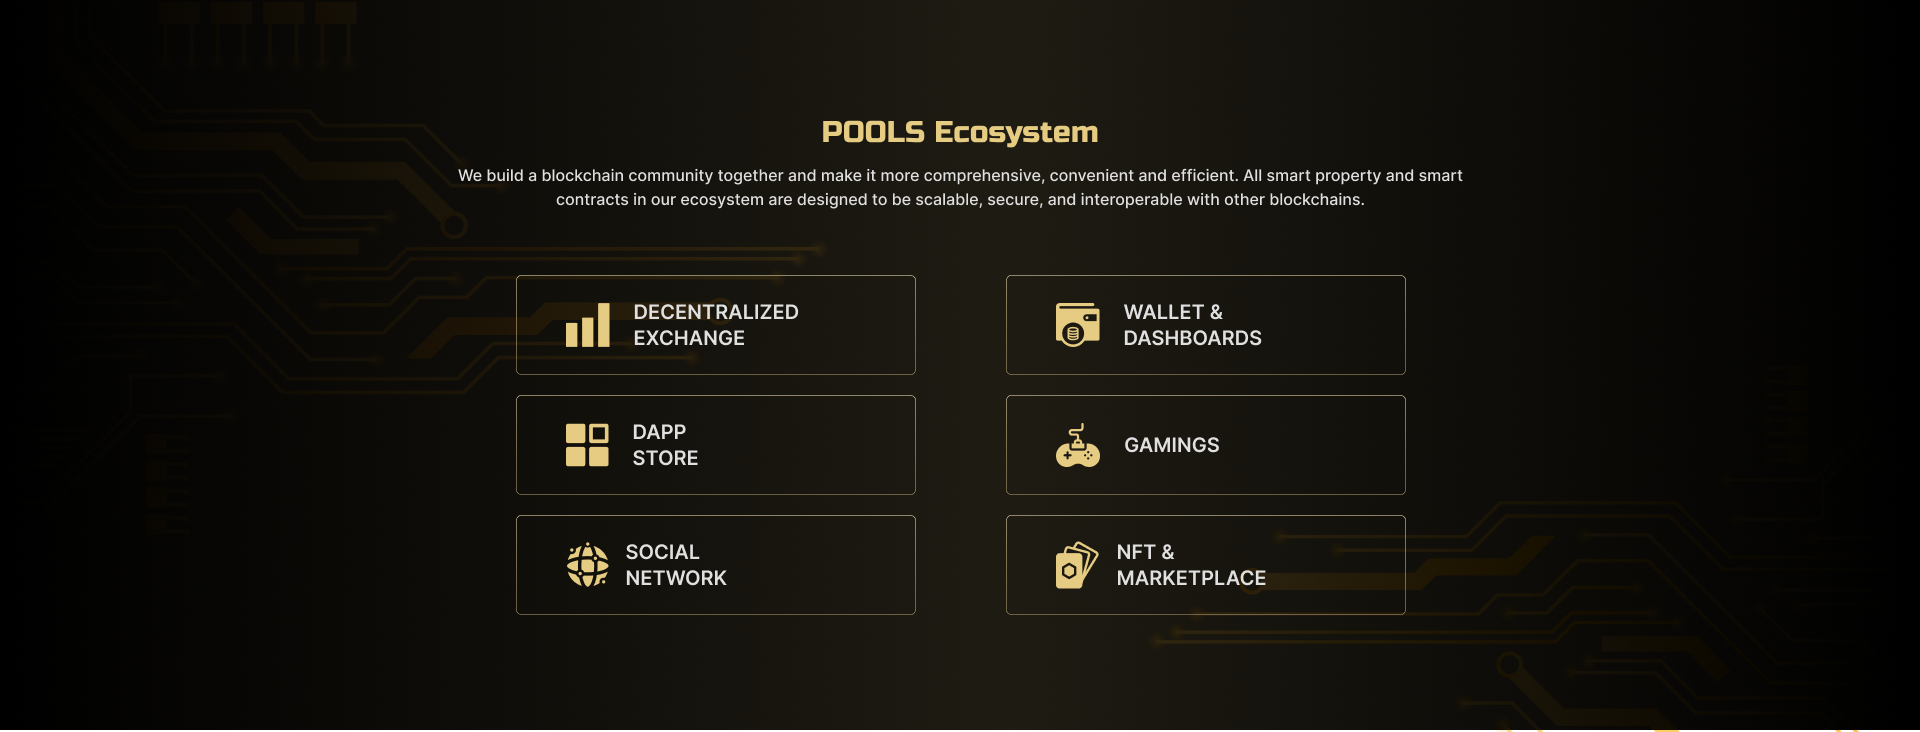 POOLS Ecosystem
We build a blockchain community together and make it more comprehensive, convenient and efficient. All smart property and smart
contracts in our ecosystem are designed to be scalable, secure, and interoperable with other blockchains.
DECENTRALIZED
EXCHANGE
WALLET &
DASHBOARDS
DAPP
STORE
GAMINGS
SOCIAL
NETWORK
NFT &
MARKETPLACE